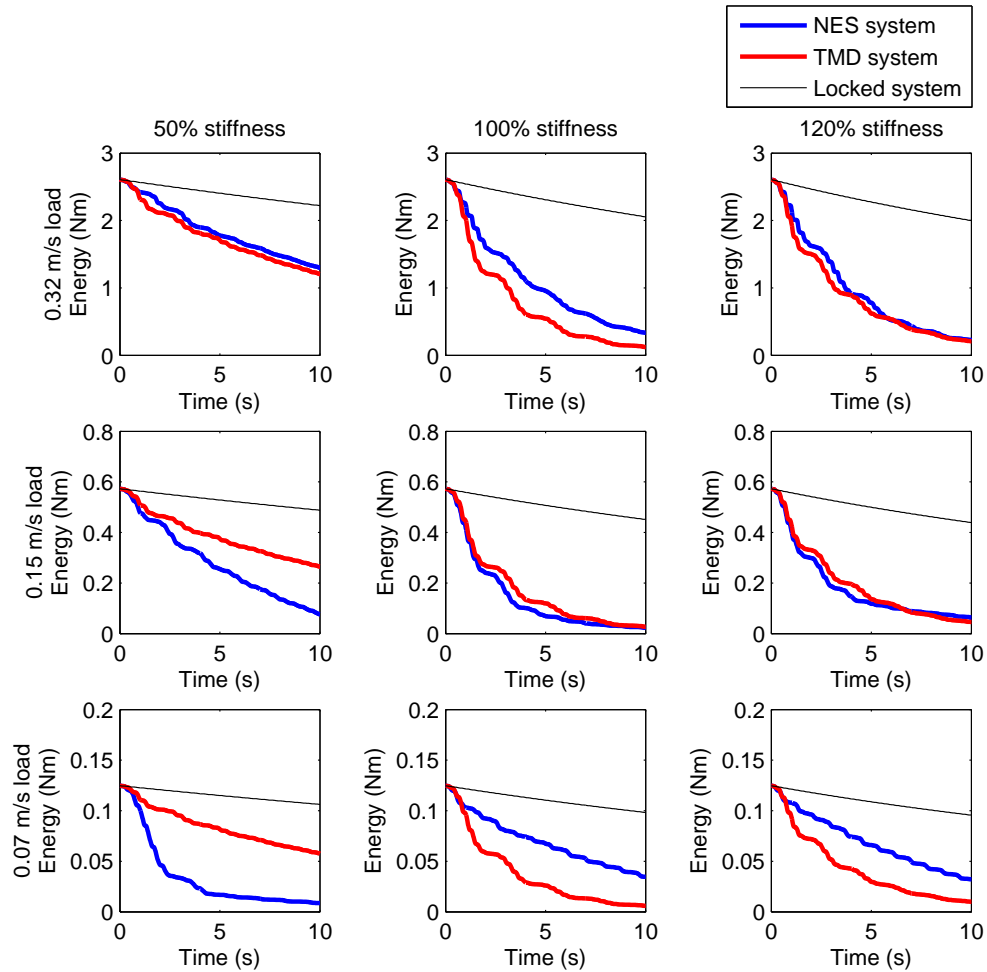 NES system
TMD system
Locked system
50% stiffness
100% stiffness
120% stiffness
0.32 m/s load
Energy (Nm)
3
2
1
0
0
5
10
Time (s)
Energy (Nm)
3
2
1
0
0
5
10
Time (s)
Energy (Nm)
3
2
1
0
0
5
10
Time (s)
0.15 m/s load
Energy (Nm)
0.8
0.6
0.4
0.2
0
0
5
10
Time (s)
Energy (Nm)
0.8
0.6
0.4
0.2
0
0
5
10
Time (s)
Energy (Nm)
0.8
0.6
0.4
0.2
0
0
5
10
Time (s)
0.07 m/s load
Energy (Nm)
0.2
0.15
0.1
0.05
0
0
5
10
Time (s)
Energy (Nm)
0.2
0.15
0.1
0.05
0
0
5
10
Time (s)
Energy (Nm)
0.2
0.15
0.1
0.05
0
0
5
10
Time (s)